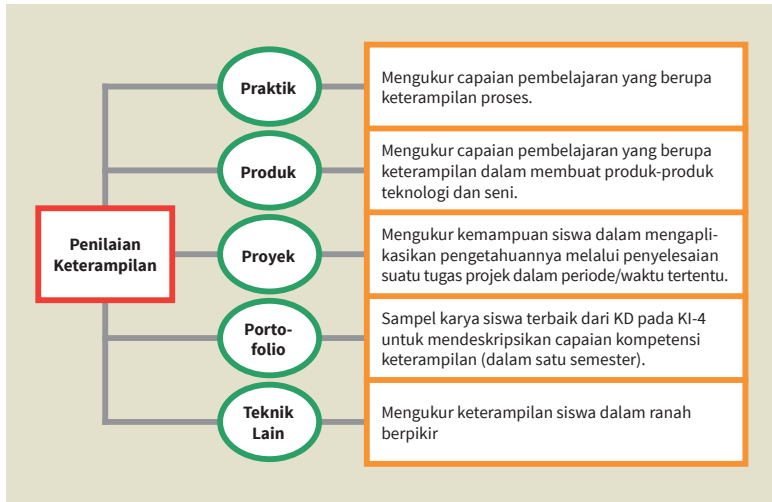 Penilaian
Keterampilan
Praktik
Mengukur capaian pembelajaran yang berupa
keterampilan proses.
Produk
Mengukur capaian pembelajaran yang berupa
keterampilan dalam membuat produk-produk
teknologi dan seni.
Proyek
Mengukur kemampuan siswa dalam mengapli-
kasikan pengetahuannya melalui penyelesaian
suatu tugas projek dalam periode/waktu tertentu.
Porto-
folio
Sampel karya siswa terbaik dari KD pada KI-4
untuk mendeskripsikan capaian kompetensi
keterampilan (dalam satu semester).
Teknik
Lain
Mengukur keterampilan siswa dalam ranah
berpikir